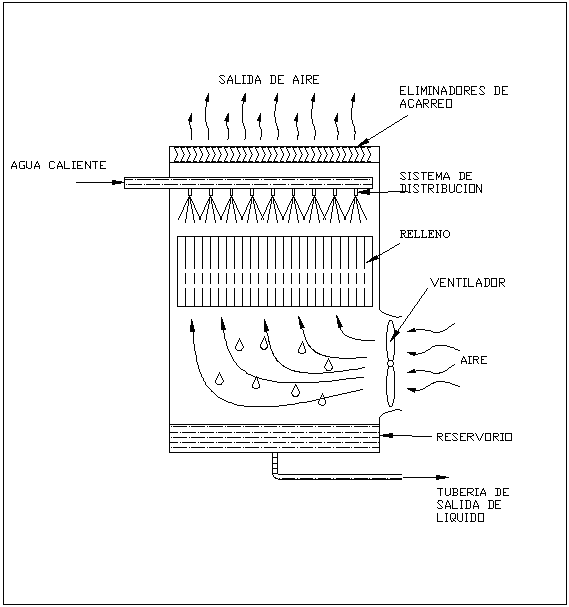 SALIDA DE AIRE
ELIMINADORES DE
ACARREO
AGUA CALIENTE
SISTEMA DE
DISTRIBUCION
RELLENO
VENTILADOR
AIRE
RESERVORIO
TUBERIA DE
SALIDA DE
LIQUIDO